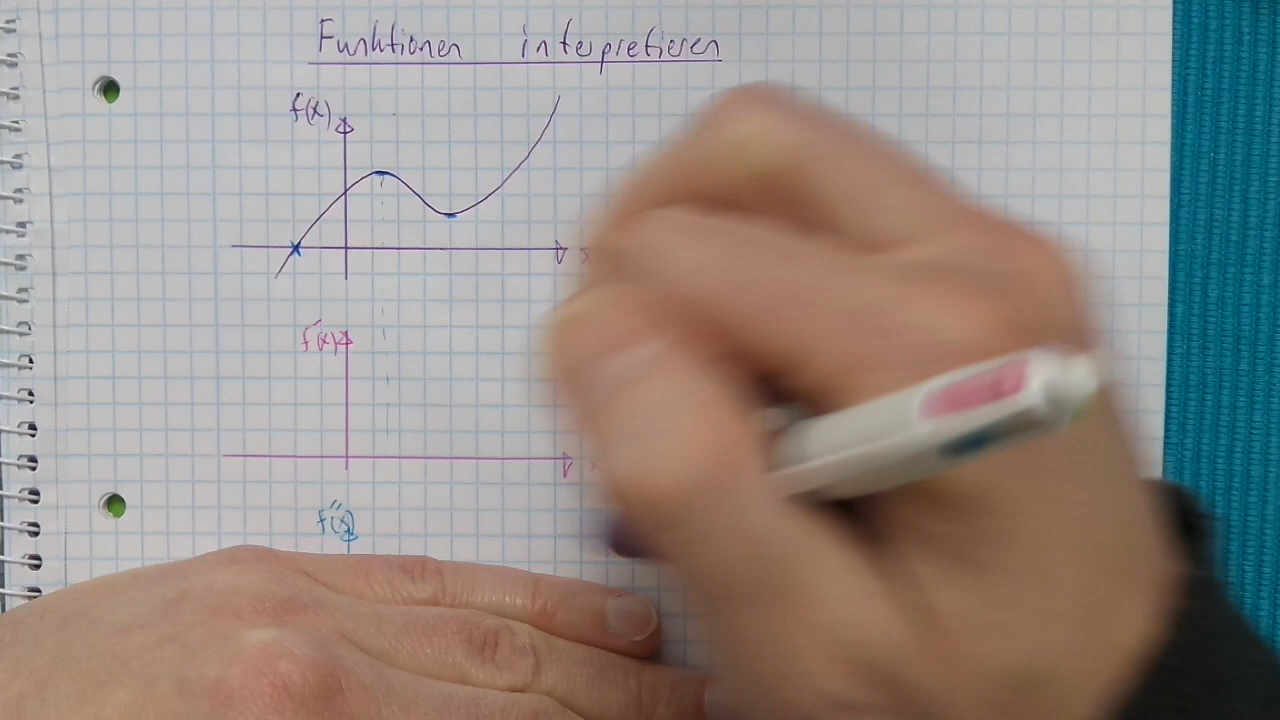 Funktionen interpretieren
f(x)
x
f'(x)
x
f''(x)